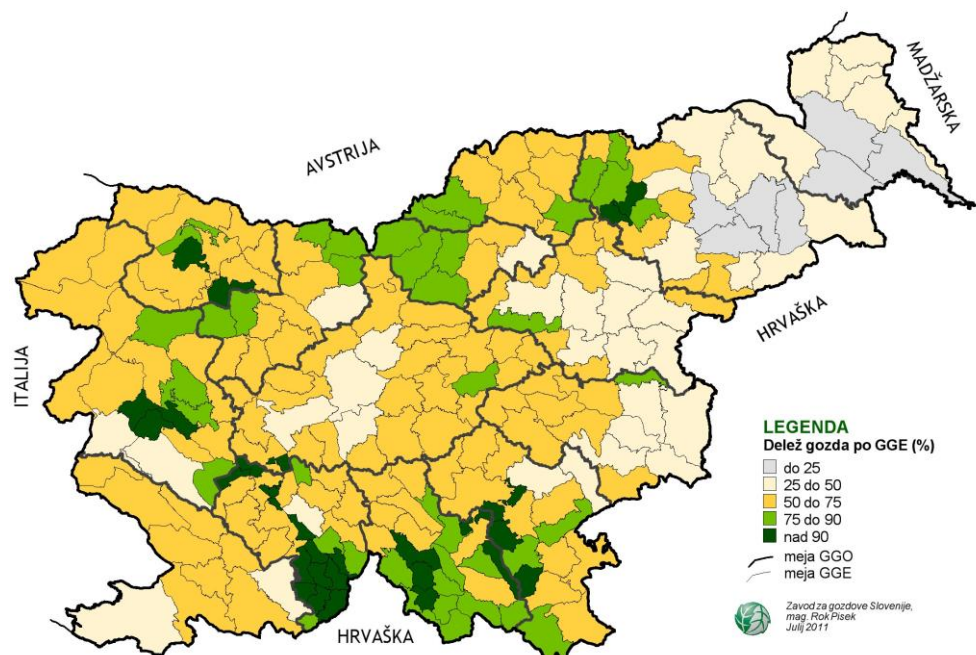 MADŽARSKA
AVSTRIJA
ITALIJA
HRVAŠKA
HRVAŠKA
LEGENDA
Delež gozda po GGE (%)
do 25
25 do 50
50 do 75
75 do 90
nad 90
meja GGO
meja GGE
Zavod za gozdove Slovenije,
mag. Rok Pisek
Julij 2011